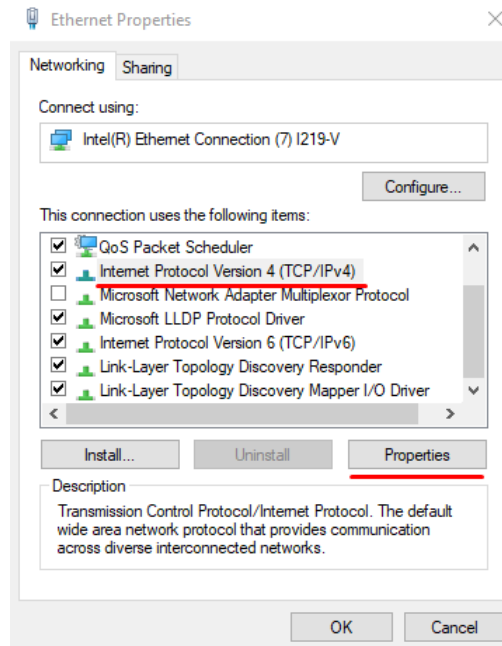 Ethernet Properties
Networking
Sharing
Connect using:
Intel(R) Ethernet Connection (7) I219-V
Configure...
This connection uses the following items:
QoS Packet Scheduler
Internet Protocol Version 4 (TCP/IPv4)
Microsoft Network Adapter Multiplexor Protocol
Microsoft LLDP Protocol Driver
Internet Protocol Version 6 (TCP/IPv6)
Link-Layer Topology Discovery Responder
Link-Layer Topology Discovery Mapper I/O Driver
Install...
Uninstall
Properties
Description
Transmission Control Protocol/Internet Protocol. The default
wide area network protocol that provides communication
across diverse interconnected networks.
OK
Cancel